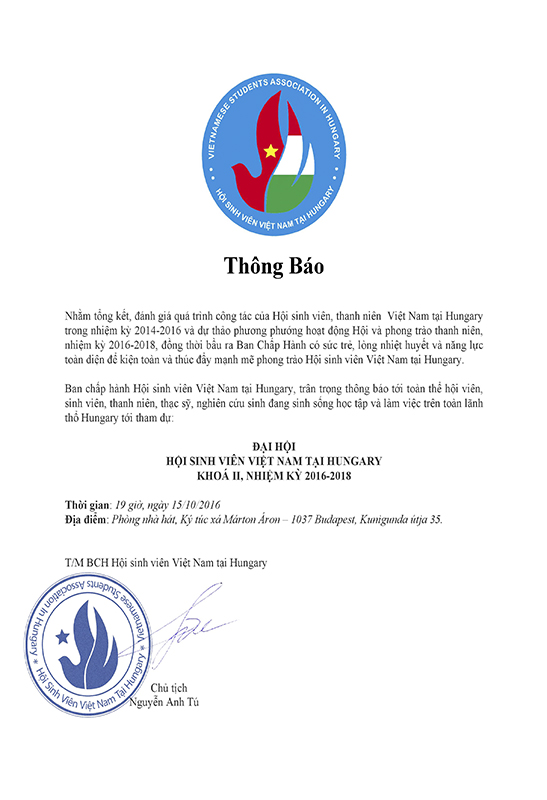 VIETNAMESE STUDENTS ASSOCIATION IN HUNGARY
HỘI SINH VIÊN VIỆT NAM TẠI HUNGARY
Thông Báo
Nhằm tổng kết, đánh giá quá trình công tác của Hội sinh viên, thanh niên Việt Nam tại Hungary
trong nhiệm kỳ 2014-2016 và dự thảo phương phướng hoạt động Hội và phong trào thanh niên,
nhiệm kỳ 2016-2018, đồng thời bầu ra Ban Chấp Hành có sức trẻ, lòng nhiệt huyết và năng lực
toàn diện để kiện toàn và thúc đẩy mạnh mẽ phong trào Hội sinh viên Việt Nam tại Hungary.
Ban chấp hành Hội sinh viên Việt Nam tại Hungary, trân trọng thông báo tới toàn thể hội viên,
sinh viên, thanh niên, thạc sỹ, nghiên cứu sinh đang sinh sống học tập và làm việc trên toàn lãnh
thổ Hungary tới tham dự:
ĐẠI HỘI
HỘI SINH VIÊN VIỆT NAM TẠI HUNGARY
KHOÁ II, NHIỆM KỲ 2016-2018
Thời gian: 19 giờ, ngày 15/10/2016
Địa điểm: Phòng nhà hát, Ký túc xá Márton Áron – 1037 Budapest, Kunigunda útja 35.
T/M BCH Hội sinh viên Việt Nam tại Hungary
Vietnamese Students Association In Hungary
Hội Sinh Viên Việt Nam Tại Hungary
Chủ tịch
Nguyễn Anh Tú